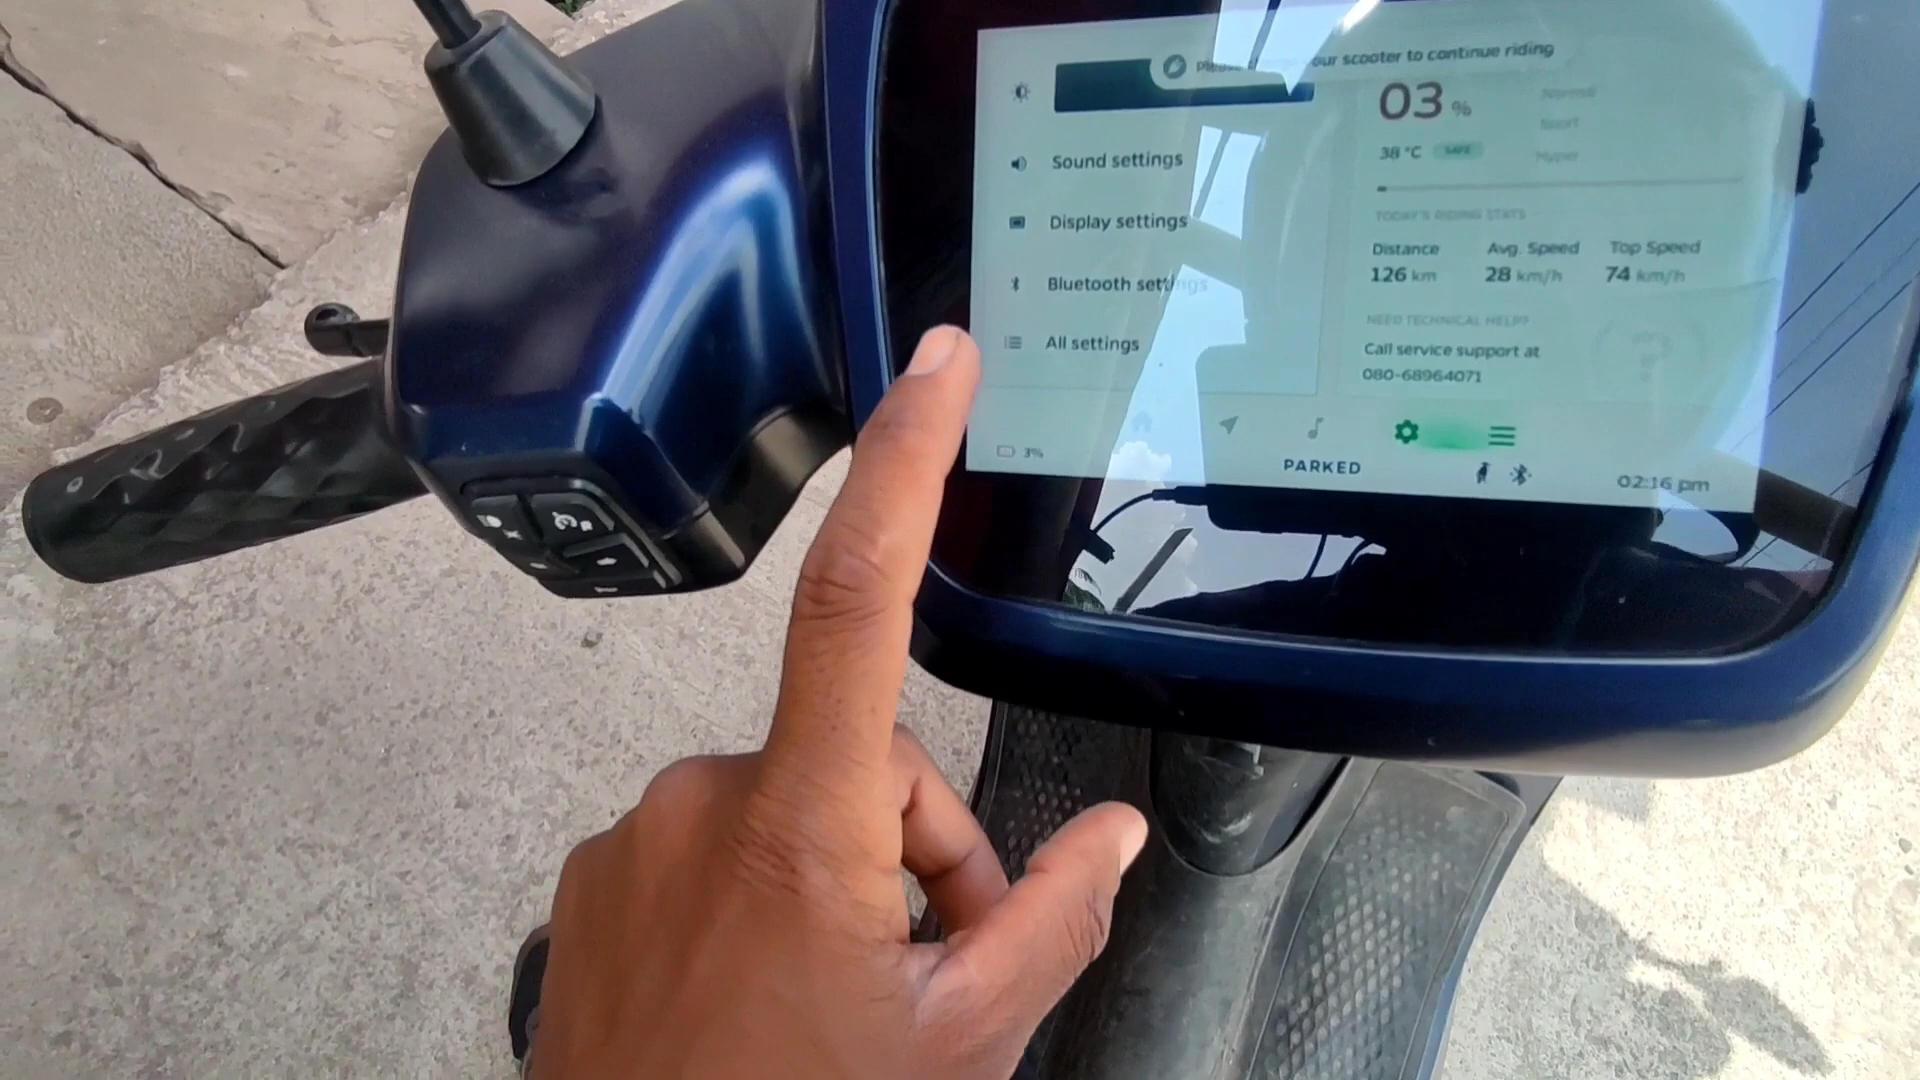 our scooter to continue riding
03 %
Normal
Sport
Hyper
38 °C SAFE
Sound settings
Display settings
Bluetooth settings
All settings
TODAY'S RIDING STATS
Distance Avg. Speed Top Speed
126 km 28 km/h 74 km/h
NEED TECHNICAL HELP?
Call service support at
080-68964071
3%
PARKED
02:16 pm